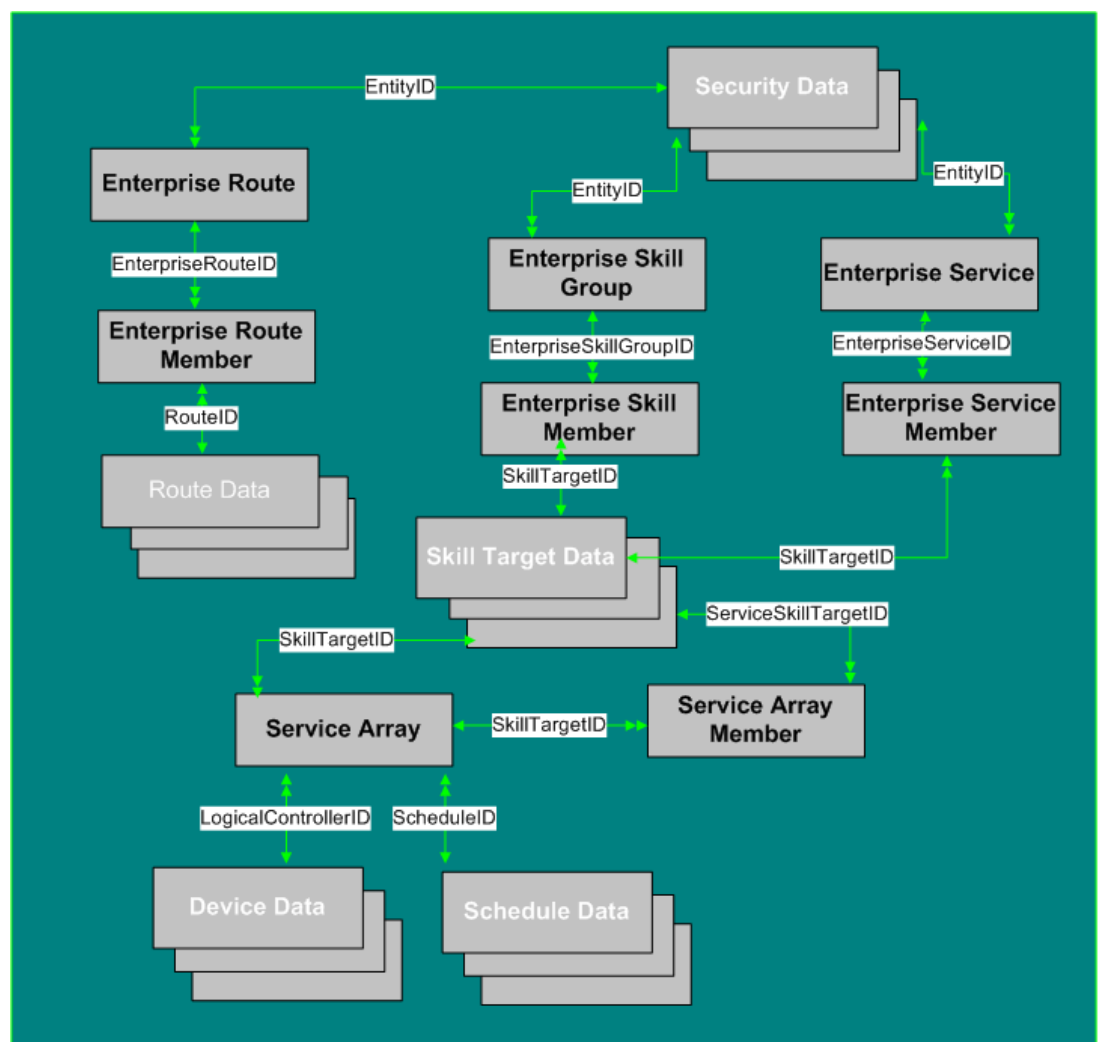 EntityID
Security Data
Enterprise Route
EntityID
EntityID
EnterpriseRouteID
Enterprise Skill
Group
Enterprise Service
Enterprise Route
Member
EnterpriseSkillGroupID
EnterpriseServiceID
RouteID
Enterprise Skill
Member
Enterprise Service
Member
Route Data
SkillTargetID
Skill Target Data
SkillTargetID
ServiceSkillTargetID
SkillTargetID
Service Array
SkillTargetID
Service Array
Member
LogicalControllerID
ScheduleID
Device Data
Schedule Data